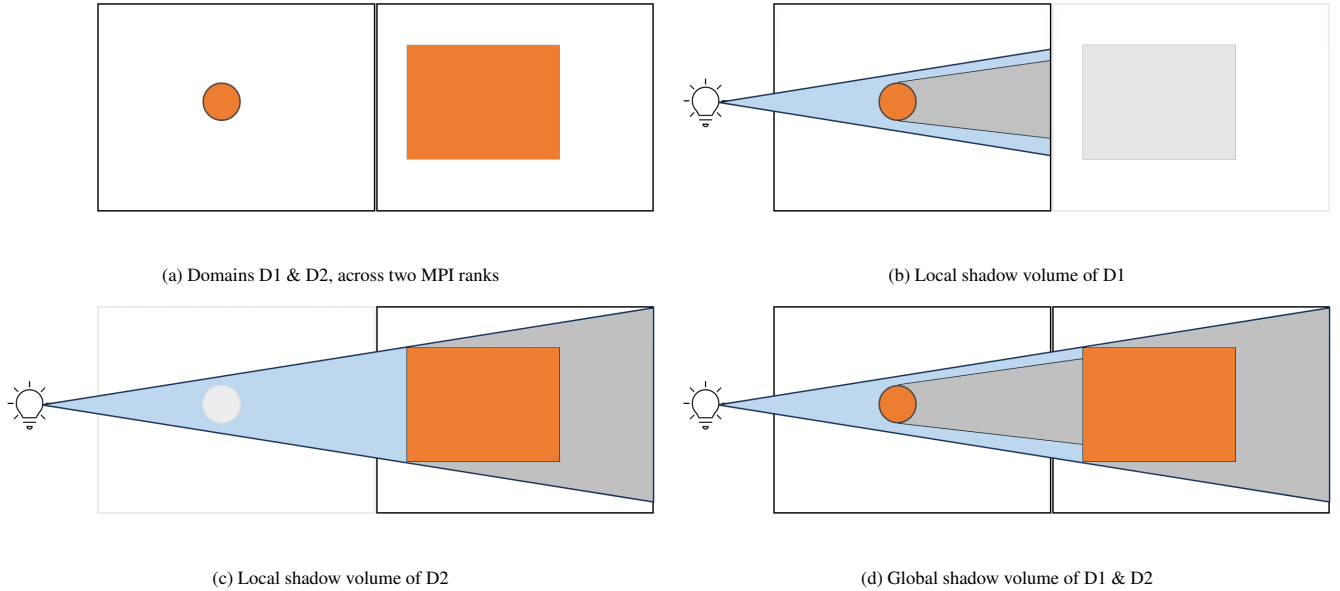 (a) Domains D1 & D2, across two MPI ranks
(b) Local shadow volume of D1
(c) Local shadow volume of D2
(d) Global shadow volume of D1 & D2